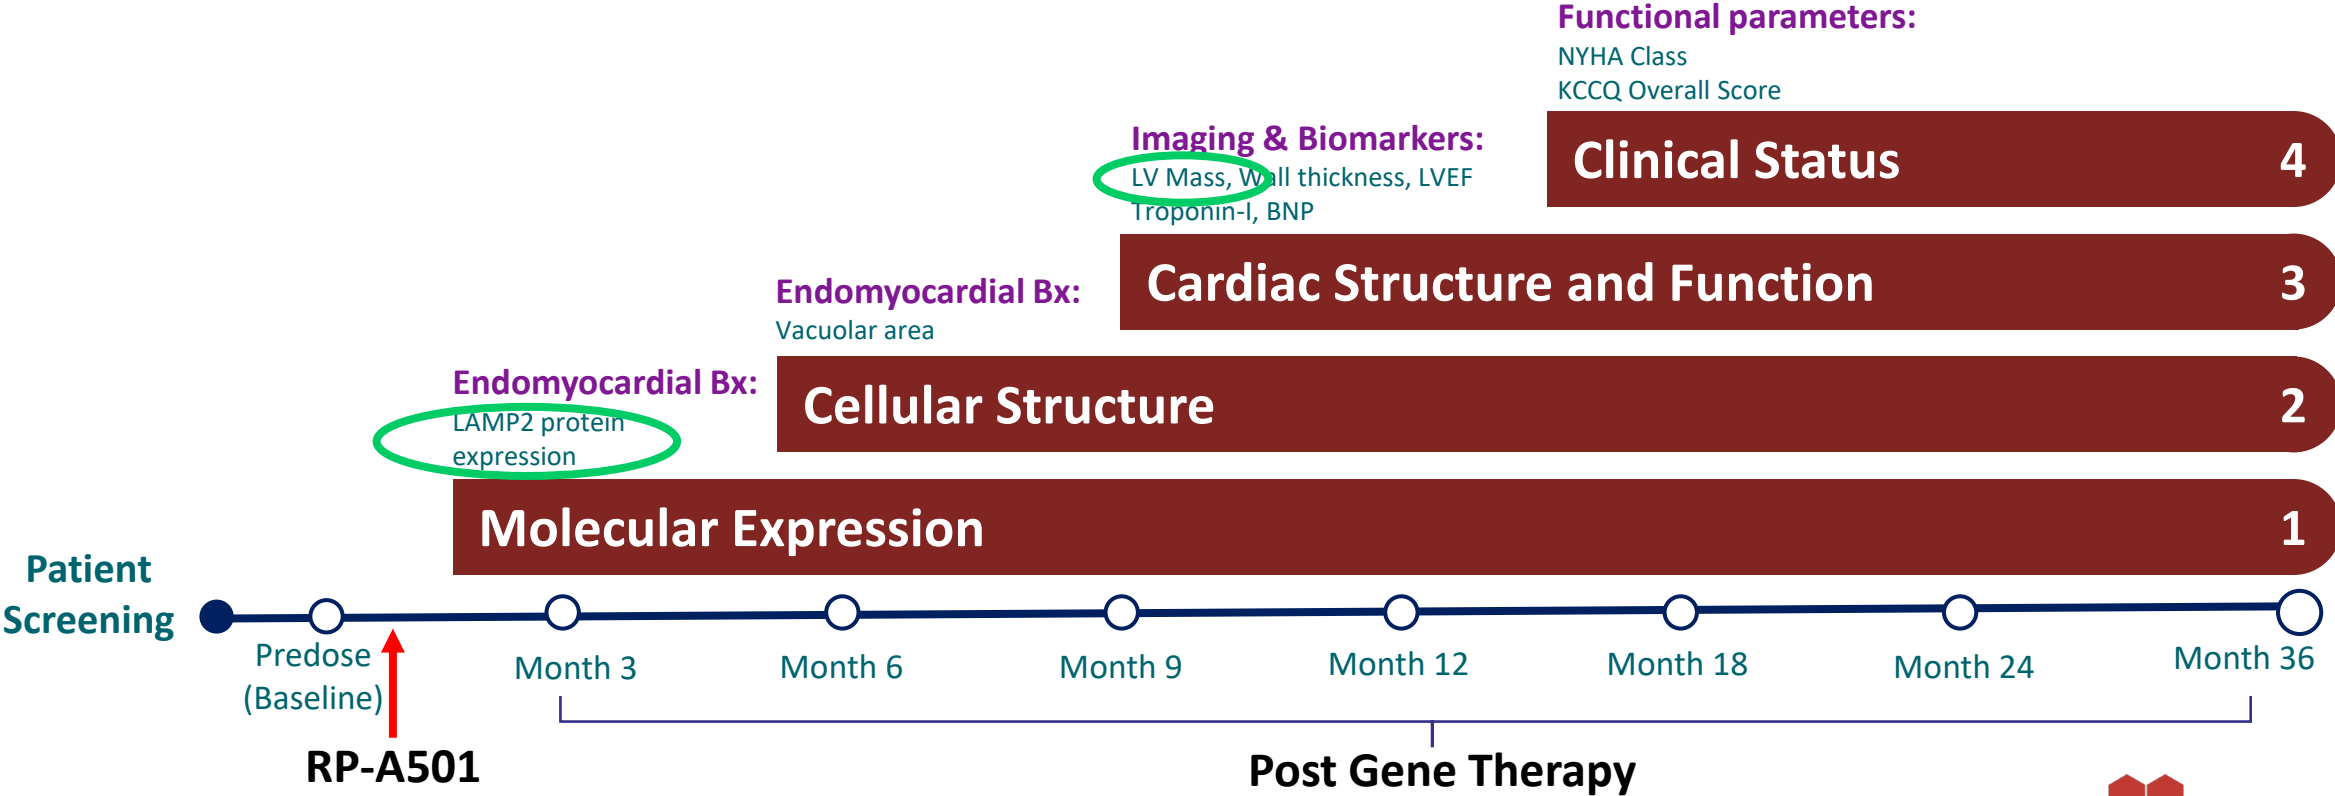 Functional parameters:
NYHA Class
KCCQ Overall Score
Clinical Status 4
Imaging & Biomarkers:
LV Mass, Wall thickness, LVEF
Troponin-I, BNP
Cardiac Structure and Function 3
Endomyocardial Bx:
Vacuolar area
Cellular Structure 2
Endomyocardial Bx:
LAMP2 protein
expression
Molecular Expression 1
Patient
Screening
Predose
(Baseline)
Month 3
Month 6
Month 9
Month 12
Month 18
Month 24
Month 36
RP-A501
Post Gene Therapy